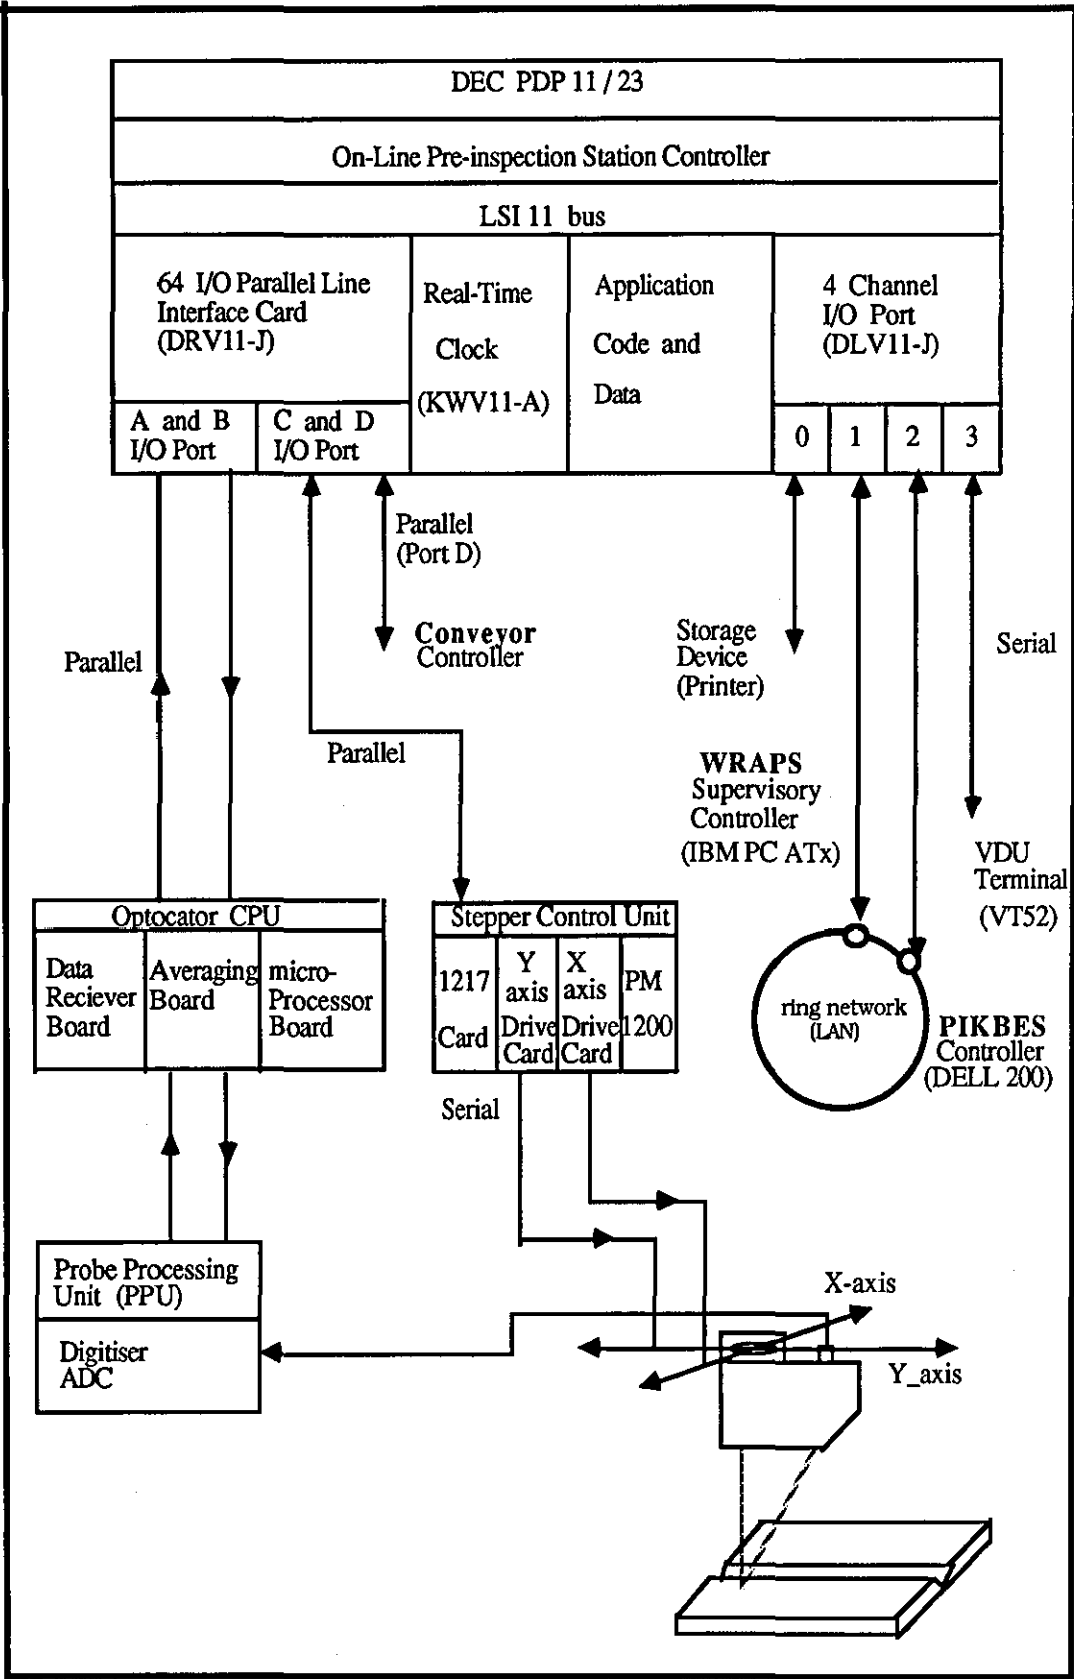 DEC PDP 11 / 23
On-Line Pre-inspection Station Controller
LSI 11 bus
64 I/O Parallel Line
Interface Card
(DRV11-J)
A and B
I/O Port
C and D
I/O Port
Real-Time
Clock
(KWV11-A)
Application
Code and
Data
4 Channel
I/O Port
(DLV11-J)
0
1
2
3
Parallel
(Port D)
Conveyor
Controller
Parallel
Parallel
Storage
Device
(Printer)
Serial
WRAPS
Supervisory
Controller
(IBM PC ATx)
VDU
Terminal
(VT52)
Optocator CPU
Data
Reciever
Board
Averaging
Board
micro-
Processor
Board
Stepper Control Unit
1217
Card
Y
axis
Drive
Card
X
axis
Drive
Card
PM
1200
ring network
(LAN)
PIKBES
Controller
(DELL 200)
Serial
Probe Processing
Unit (PPU)
Digitiser
ADC
X-axis
Y_axis